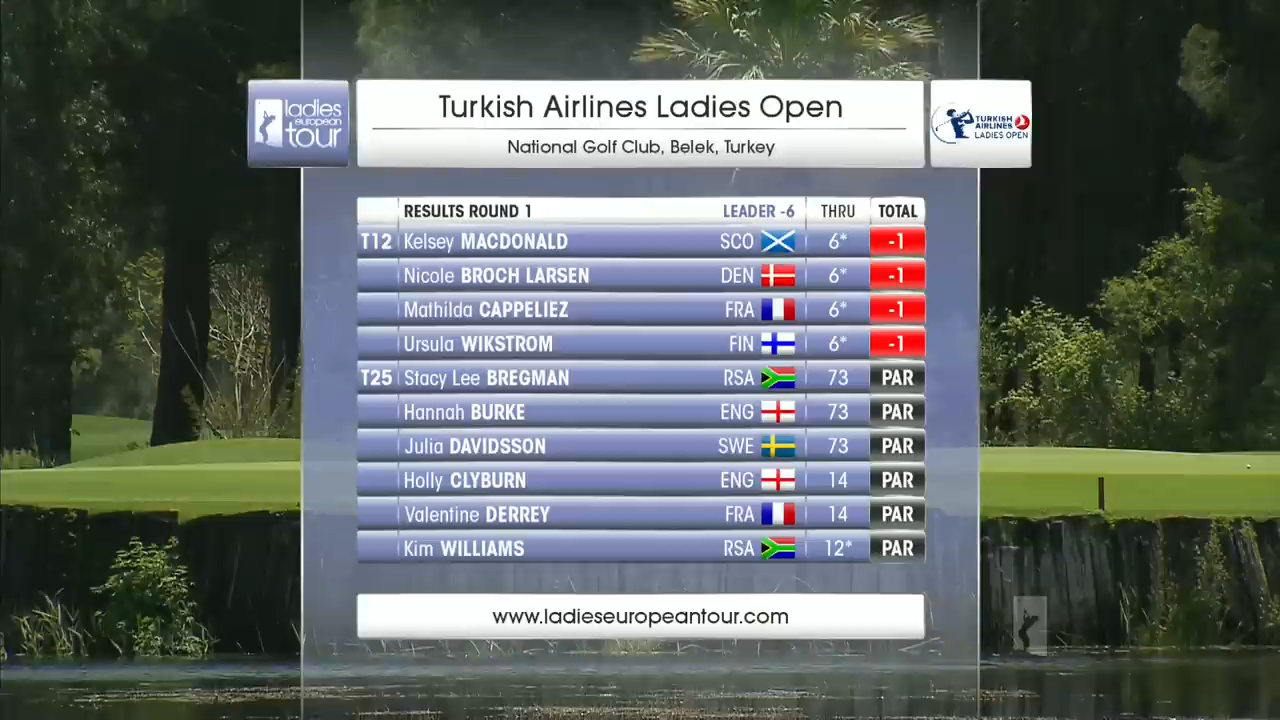 ladies european tour
Turkish Airlines Ladies Open
National Golf Club, Belek, Turkey
TURKISH AIRLINES LADIES OPEN
RESULTS ROUND 1 LEADER -6 THRU TOTAL
T12 Kelsey MACDONALD SCO 6* -1
Nicole BROCH LARSEN DEN 6* -1
Mathilda CAPPELIEZ FRA 6* -1
Ursula WIKSTROM FIN 6* -1
T25 Stacy Lee BREGMAN RSA 73 PAR
Hannah BURKE ENG 73 PAR
Julia DAVIDSSON SWE 73 PAR
Holly CLYBURN ENG 14 PAR
Valentine DERREY FRA 14 PAR
Kim WILLIAMS RSA 12* PAR
www.ladieseuropeantour.com